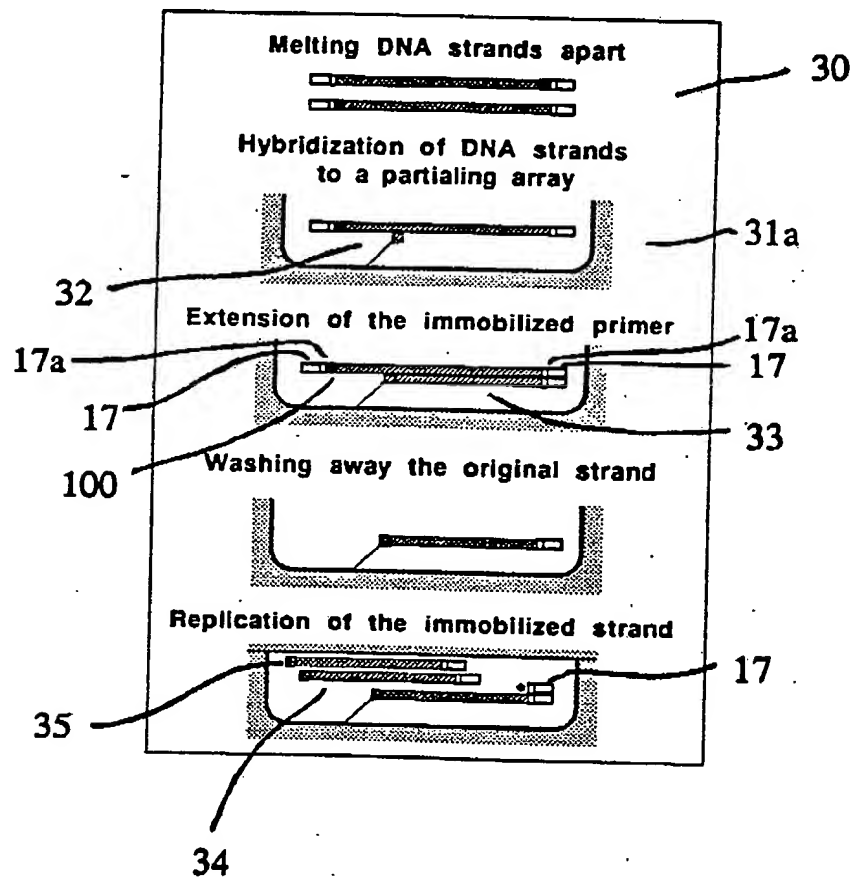 Melting DNA strands apart
30
Hybridization of DNA strands
to a partialing array
31a
32
Extension of the immobilized primer
17a
17a
17
17
33
100
Washing away the original strand
Replication of the immobilized strand
17
35
34